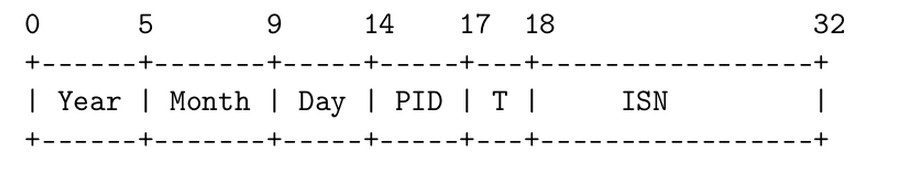 0      5       9     14    17  18                32
+------+-------+-----+-----+---+-----------------+
| Year | Month | Day | PID | T |     ISN         |
+------+-------+-----+-----+---+-----------------+